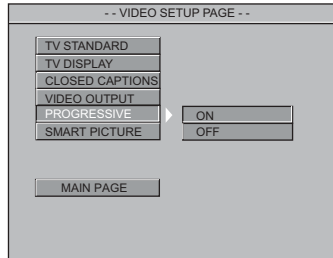 - - VIDEO SETUP PAGE - -
TV STANDARD
TV DISPLAY
CLOSED CAPTIONS
VIDEO OUTPUT
PROGRESSIVE
ON
SMART PICTURE
OFF
MAIN PAGE